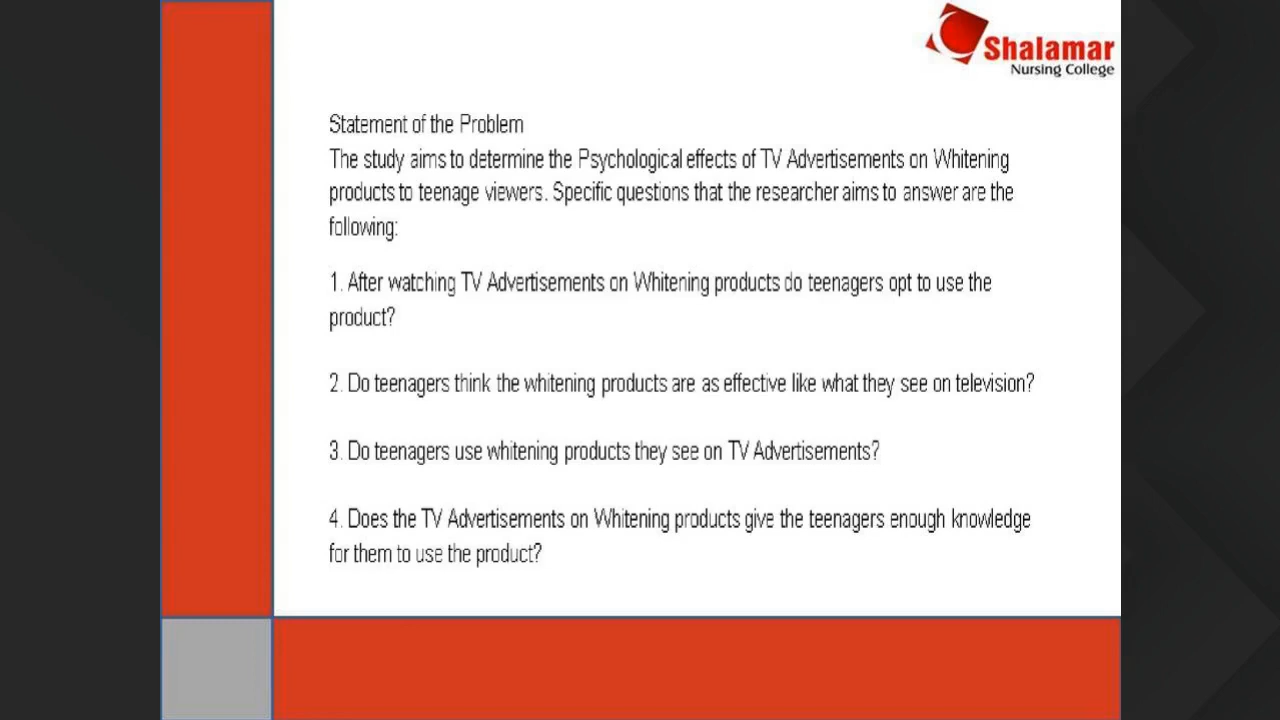 Shalamar
Nursing College
Statement of the Problem
The study aims to determine the Psychological effects of TV Advertisements on Whitening
products to teenage viewers. Specific questions that the researcher aims to answer are the
following:
1. After watching TV Advertisements on Whitening products do teenagers opt to use the
product?
2. Do teenagers think the whitening products are as effective like what they see on television?
3. Do teenagers use whitening products they see on TV Advertisements?
4. Does the TV Advertisements on Whitening products give the teenagers enough knowledge
for them to use the product?